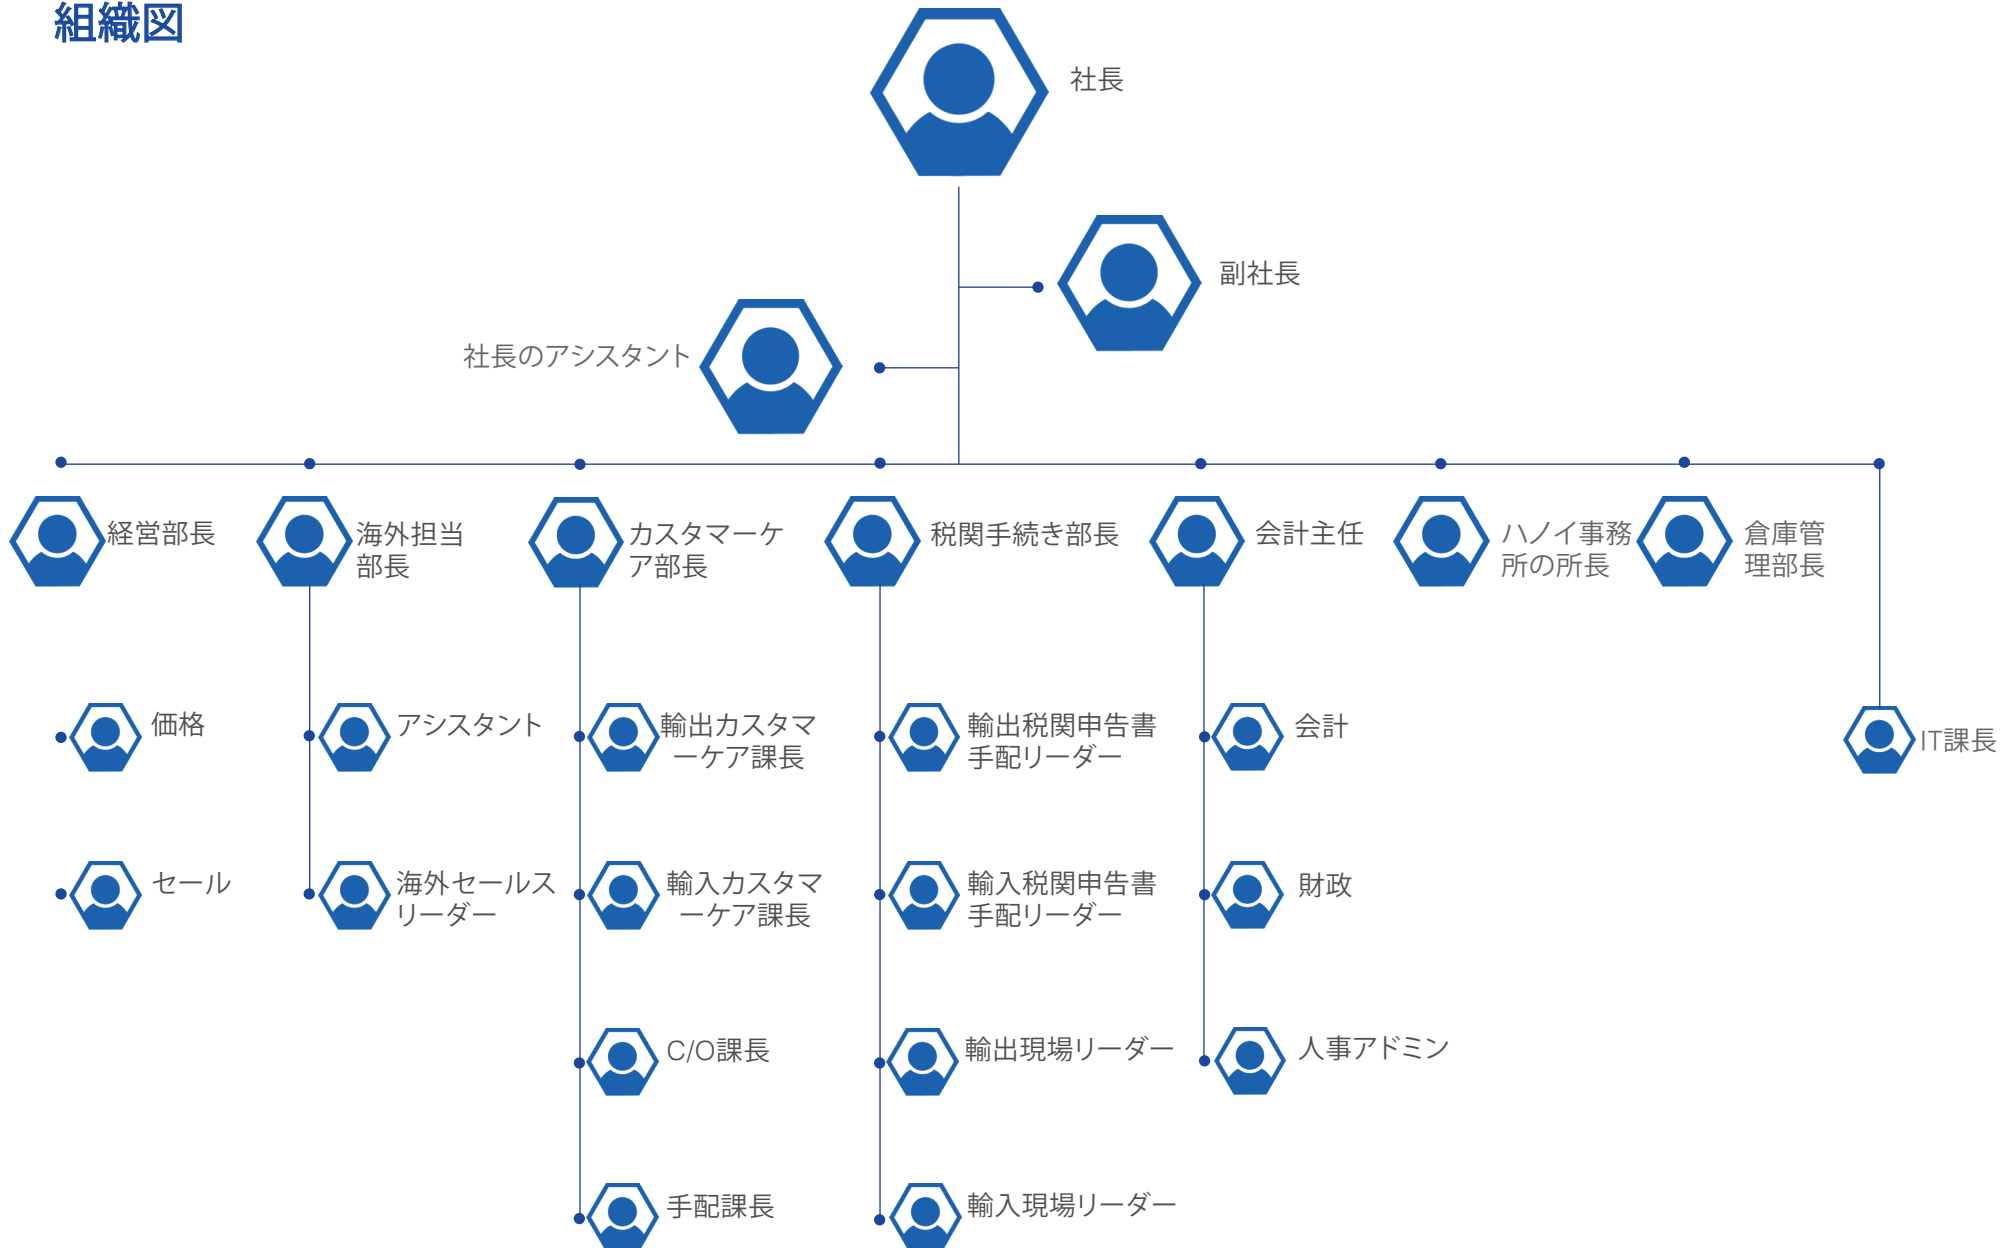 組織図
社長
副社長
社長のアシスタント
経営部長
海外担当
部長
カスタマーケ
ア部長
税関手続き部長
会計主任
ハノイ事務
所の所長
倉庫管
理部長
価格
アシスタント
輸出カスタマ
ーケア課長
輸出税関申告書
手配リーダー
会計
IT課長
セール
海外セールス
リーダー
輸入カスタマ
ーケア課長
輸入税関申告書
手配リーダー
財政
C/O課長
輸出現場リーダー
人事アドミン
手配課長
輸入現場リーダー